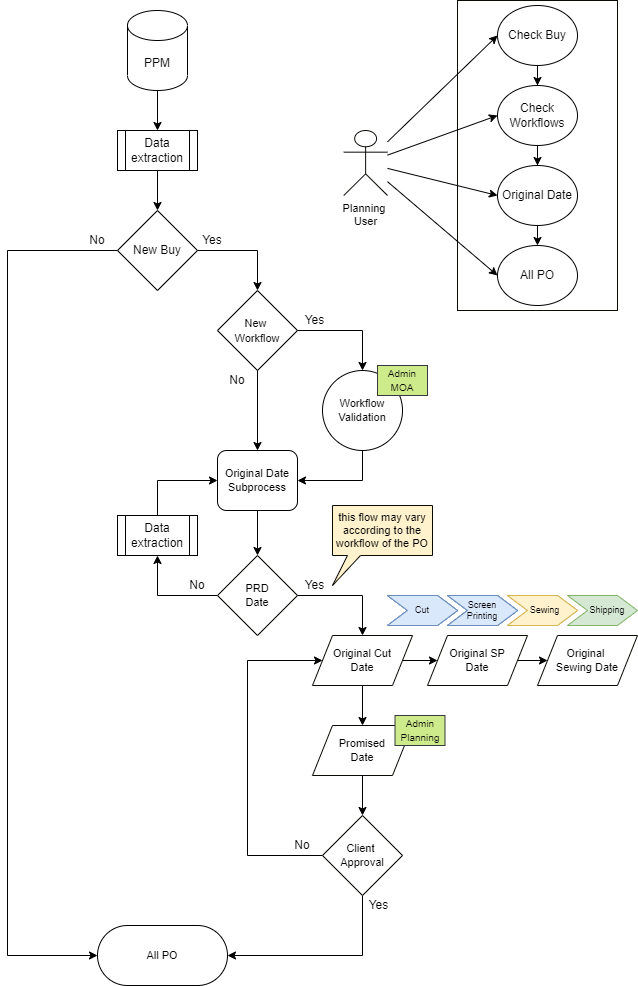 PPM
Check Buy
Check
Workflows
Data
extraction
Original Date
Planning
User
No
New Buy
Yes
All PO
New
Workflow
Yes
No
Admin
MOA
Workflow
Validation
Original Date
Subprocess
Data
extraction
this flow may vary
according to the
workflow of the PO
No
PRD
Date
Yes
Cut
Screen
Printing
Sewing
Shipping
Original Cut
Date
Original SP
Date
Original
Sewing Date
Admin
Planning
Promised
Date
No
Client
Approval
Yes
All PO